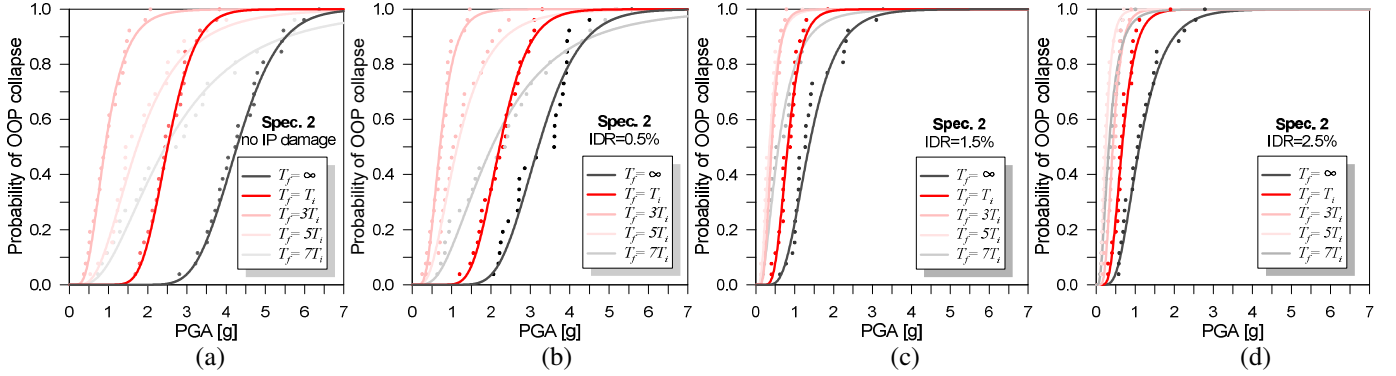 Probability of OOP collapse
1.0
0.8
0.6
0.4
0.2
0.0
Spec. 2
no IP damage
T_f= ∞
T_f= T_i
T_f=3T_i
T_f= 5T_i
T_f= 7T_i
0 1 2 3 4 5 6 7
PGA [g]
(a)
Probability of OOP collapse
1.0
0.8
0.6
0.4
0.2
0.0
Spec. 2
IDR=0.5%
T_f= ∞
T_f= T_i
T_f= 3T_i
T_f= 5T_i
T_f= 7T_i
0 1 2 3 4 5 6 7
PGA [g]
(b)
Probability of OOP collapse
1.0
0.8
0.6
0.4
0.2
0.0
Spec. 2
IDR=1.5%
T_f= ∞
T_f= T_i
T_f= 3T_i
T_f= 5T_i
T_f= 7T_i
0 1 2 3 4 5 6 7
PGA [g]
(c)
Probability of OOP collapse
1.0
0.8
0.6
0.4
0.2
0.0
Spec. 2
IDR=2.5%
T_f= ∞
T_f= T_i
T_f= 3T_i
T_f= 5T_i
T_f= 7T_i
0 1 2 3 4 5 6 7
PGA [g]
(d)